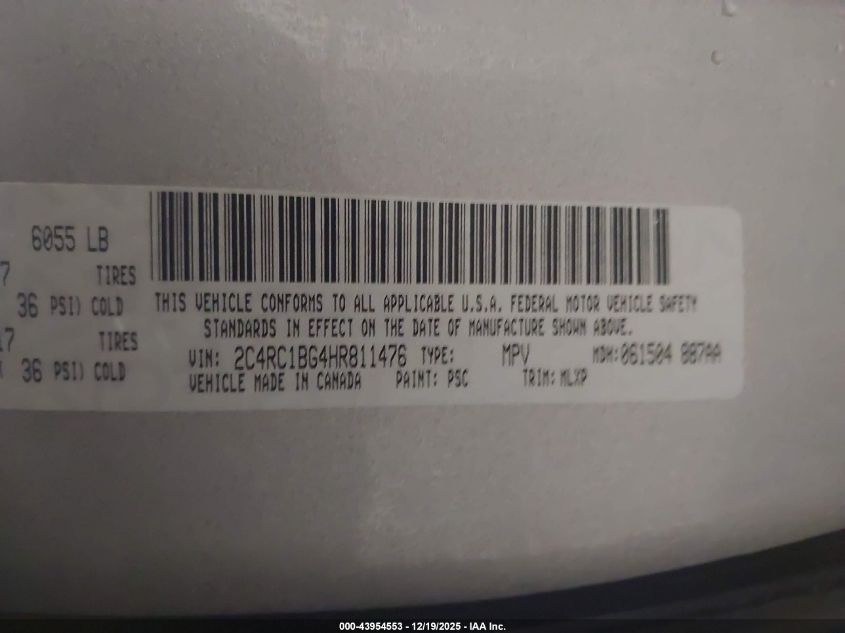 6055 LB
7 TIRES
36 PSI) COLD
17 TIRES
36 PSI) COLD
THIS VEHICLE CONFORMS TO ALL APPLICABLE U.S.A. FEDERAL MOTOR VEHICLE SAFETY
STANDARDS IN EFFECT ON THE DATE OF MANUFACTURE SHOWN ABOVE.
VIN: 2C4RC1BG4HR811476 TYPE: MPV MDH: 061504 887AA
VEHICLE MADE IN CANADA PAINT: PSC TRIM: MLXP
000-43954553 - 12/19/2025 - IAA Inc.